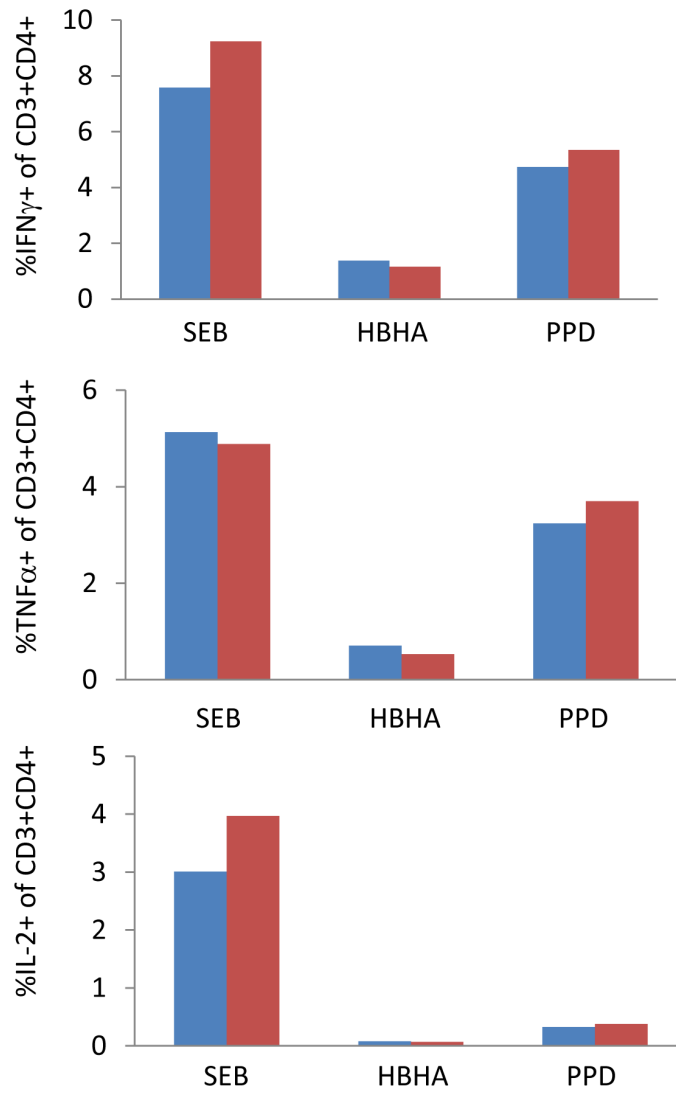 %IFNγ+ of CD3+CD4+
10
8
6
4
2
0
SEB HBHA PPD
%TNFα+ of CD3+CD4+
6
4
2
0
SEB HBHA PPD
%IL-2+ of CD3+CD4+
5
4
3
2
1
0
SEB HBHA PPD